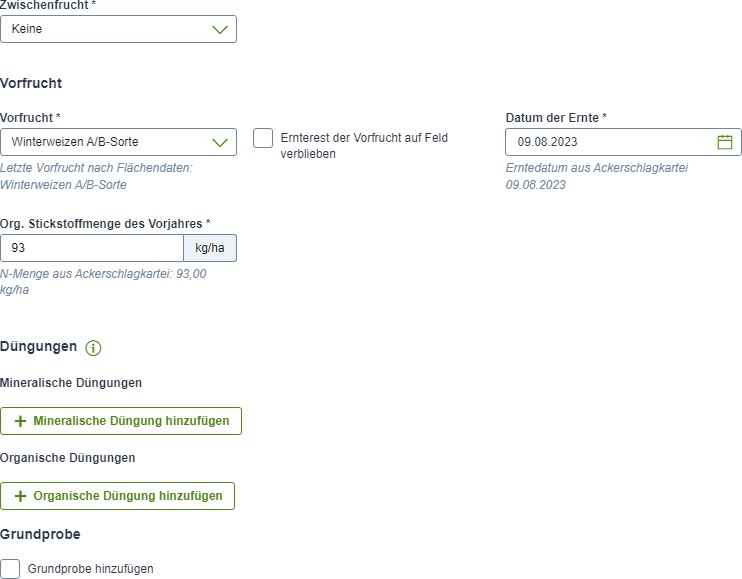 Zwischenfrucht *
Keine
Vorfrucht
Vorfrucht *
Winterweizen A/B-Sorte
Letzte Vorfrucht nach Flächendaten:
Winterweizen A/B-Sorte
Ernterest der Vorfrucht auf Feld
verblieben
Datum der Ernte *
09.08.2023
Erntedatum aus Ackerschlagkartei
09.08.2023
Org. Stickstoffmenge des Vorjahres *
93 kg/ha
N-Menge aus Ackerschlagkartei: 93,00
kg/ha
Düngungen
Mineralische Düngungen
+ Mineralische Düngung hinzufügen
Organische Düngungen
+ Organische Düngung hinzufügen
Grundprobe
Grundprobe hinzufügen